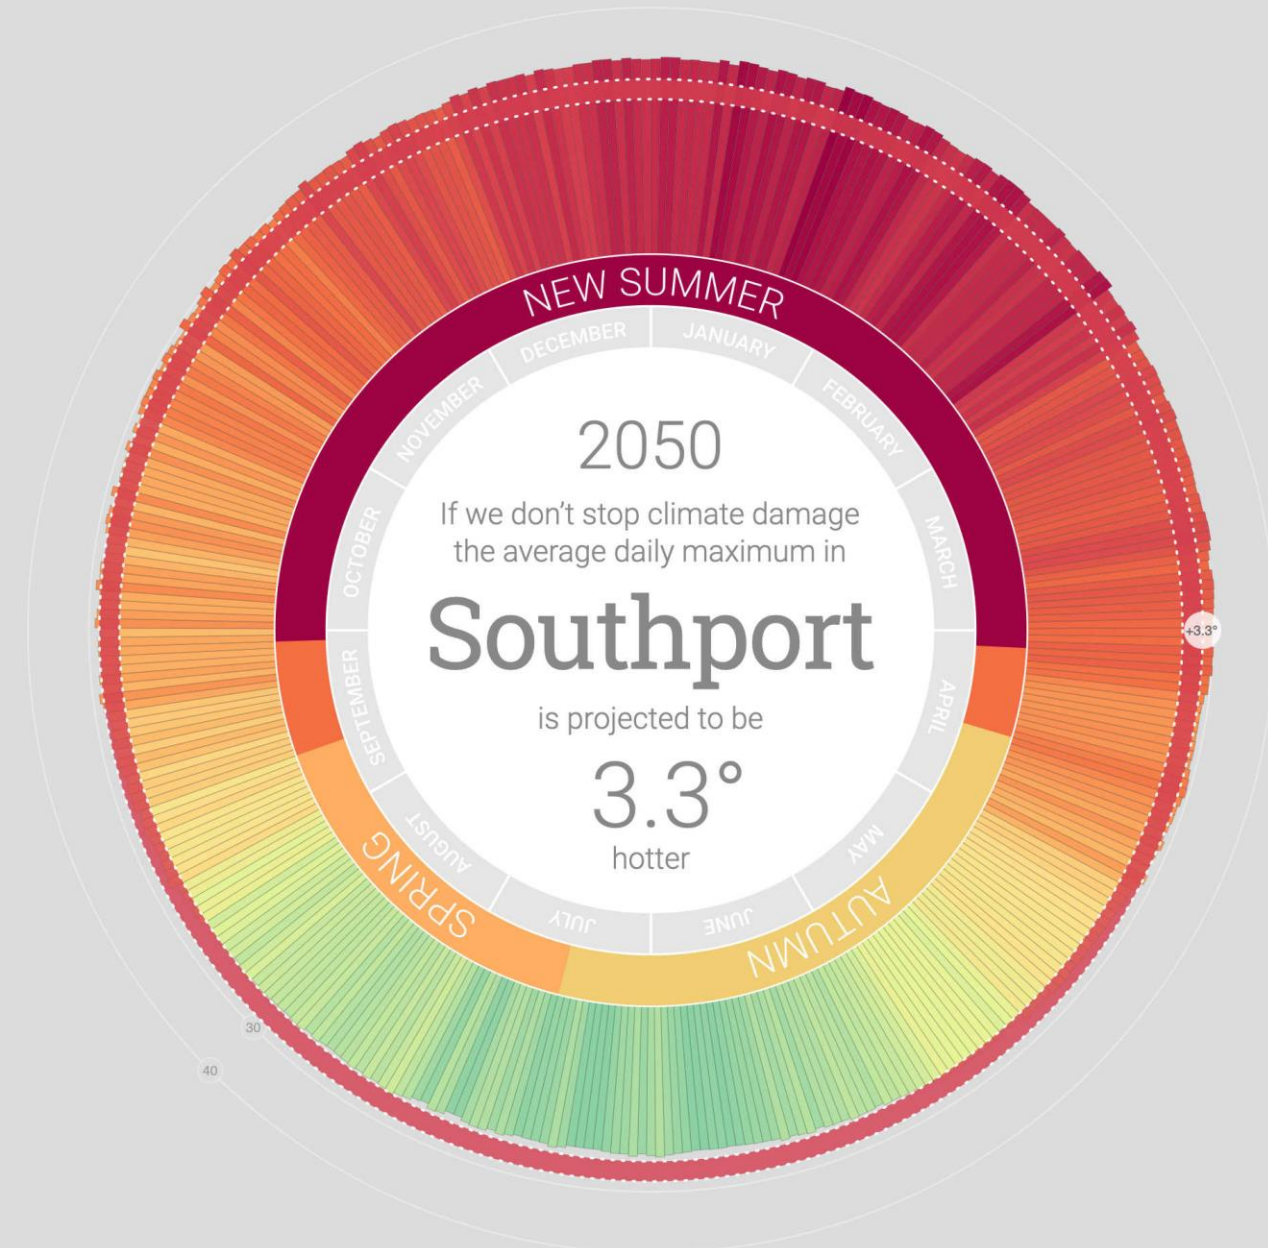 NEW SUMMER
DECEMBER
JANUARY
NOVEMBER
FEBRUARY
OCTOBER
MARCH
2050
If we don't stop climate damage
the average daily maximum in
Southport
is projected to be
3.3°
hotter
+3.3°
SEPTEMBER
APRIL
AUGUST
MAY
JULY
JUNE
SPRING
AUTUMN
30
40